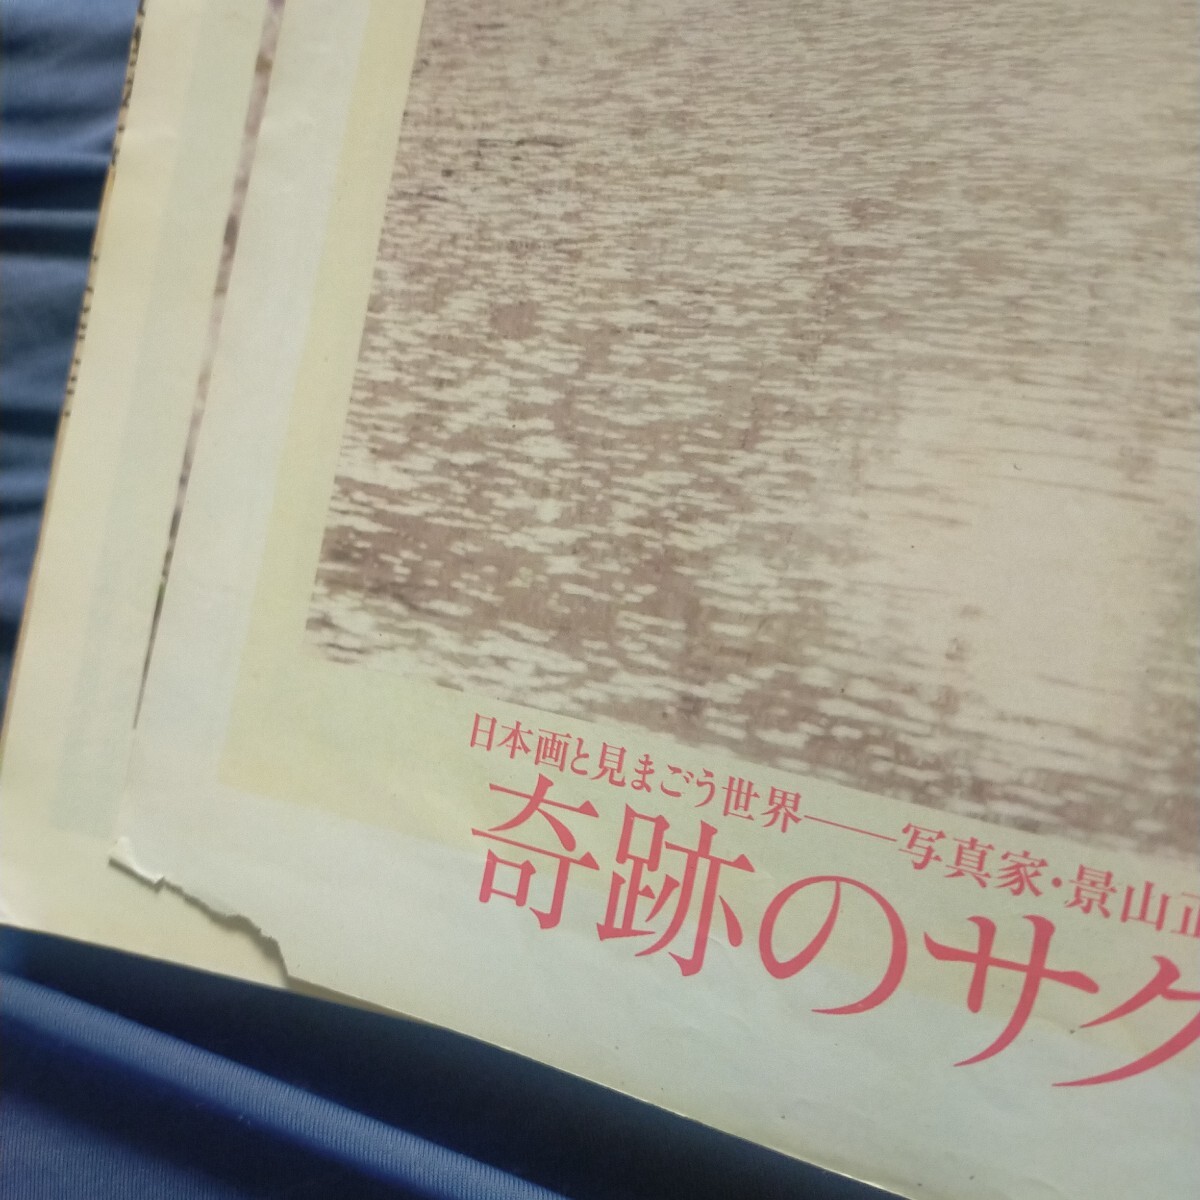 日本画と見まごう世界――写真家・景山正
奇跡のサク